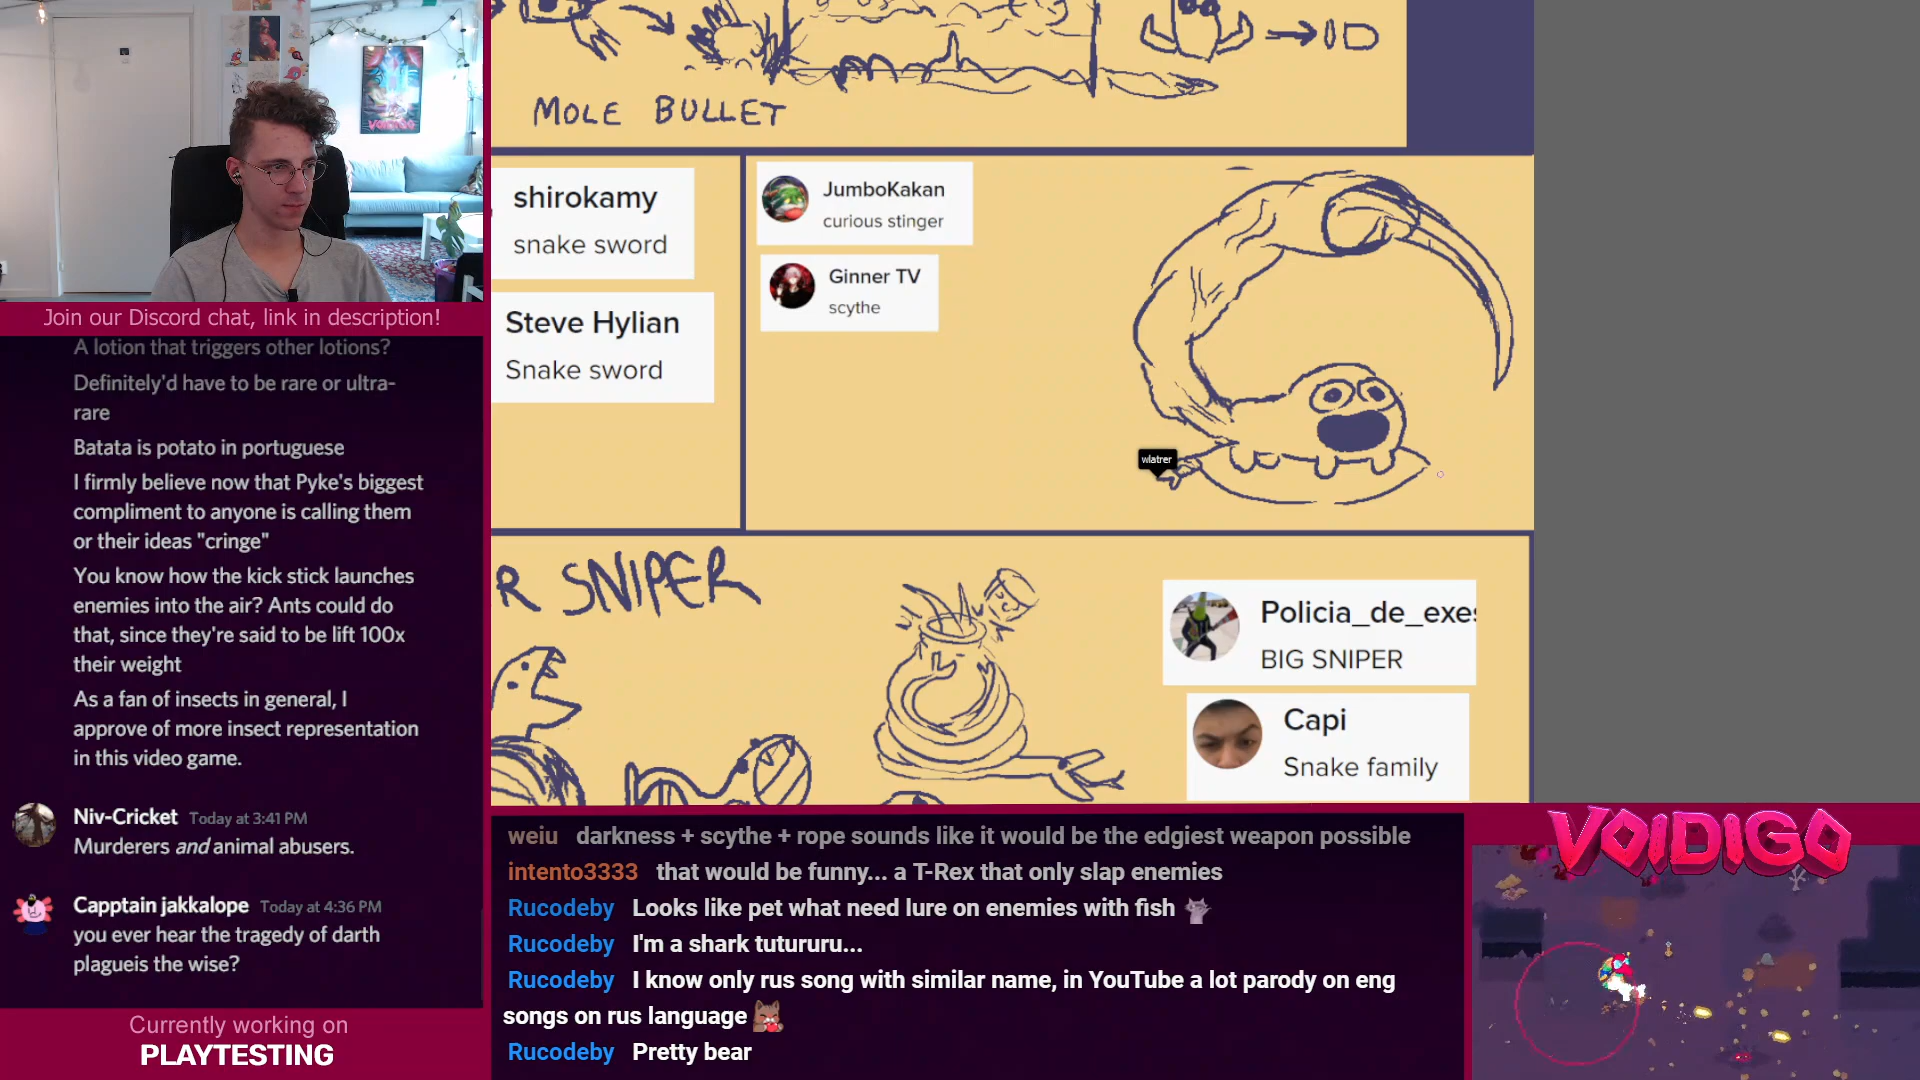 Join our Discord chat, link in description!
A lotion that triggers other lotions?
Definitely'd have to be rare or ultra-
rare
Batata is potato in portuguese
I firmly believe now that Pyke's biggest
compliment to anyone is calling them
or their ideas "cringe"
You know how the kick stick launches
enemies into the air? Ants could do
that, since they're said to be lift 100x
their weight
As a fan of insects in general, I
approve of more insect representation
in this video game.
Niv-Cricket Today at 3:41 PM
Murderers and animal abusers.
Capptain jakkalope Today at 4:36 PM
you ever hear the tragedy of darth
plagueis the wise?
Currently working on
PLAYTESTING
MOLE BULLET
shirokamy
snake sword
Steve Hylian
Snake sword
JumboKakan
curious stinger
Ginner TV
scythe
wlatrer
R SNIPER
Policia_de_exes
BIG SNIPER
Capi
Snake family
weiu darkness + scythe + rope sounds like it would be the edgiest weapon possible
intento3333 that would be funny... a T-Rex that only slap enemies
Rucodeby Looks like pet what need lure on enemies with fish
Rucodeby I'm a shark tutururu...
Rucodeby I know only rus song with similar name, in YouTube a lot parody on eng
songs on rus language
Rucodeby Pretty bear
VOIDIGO